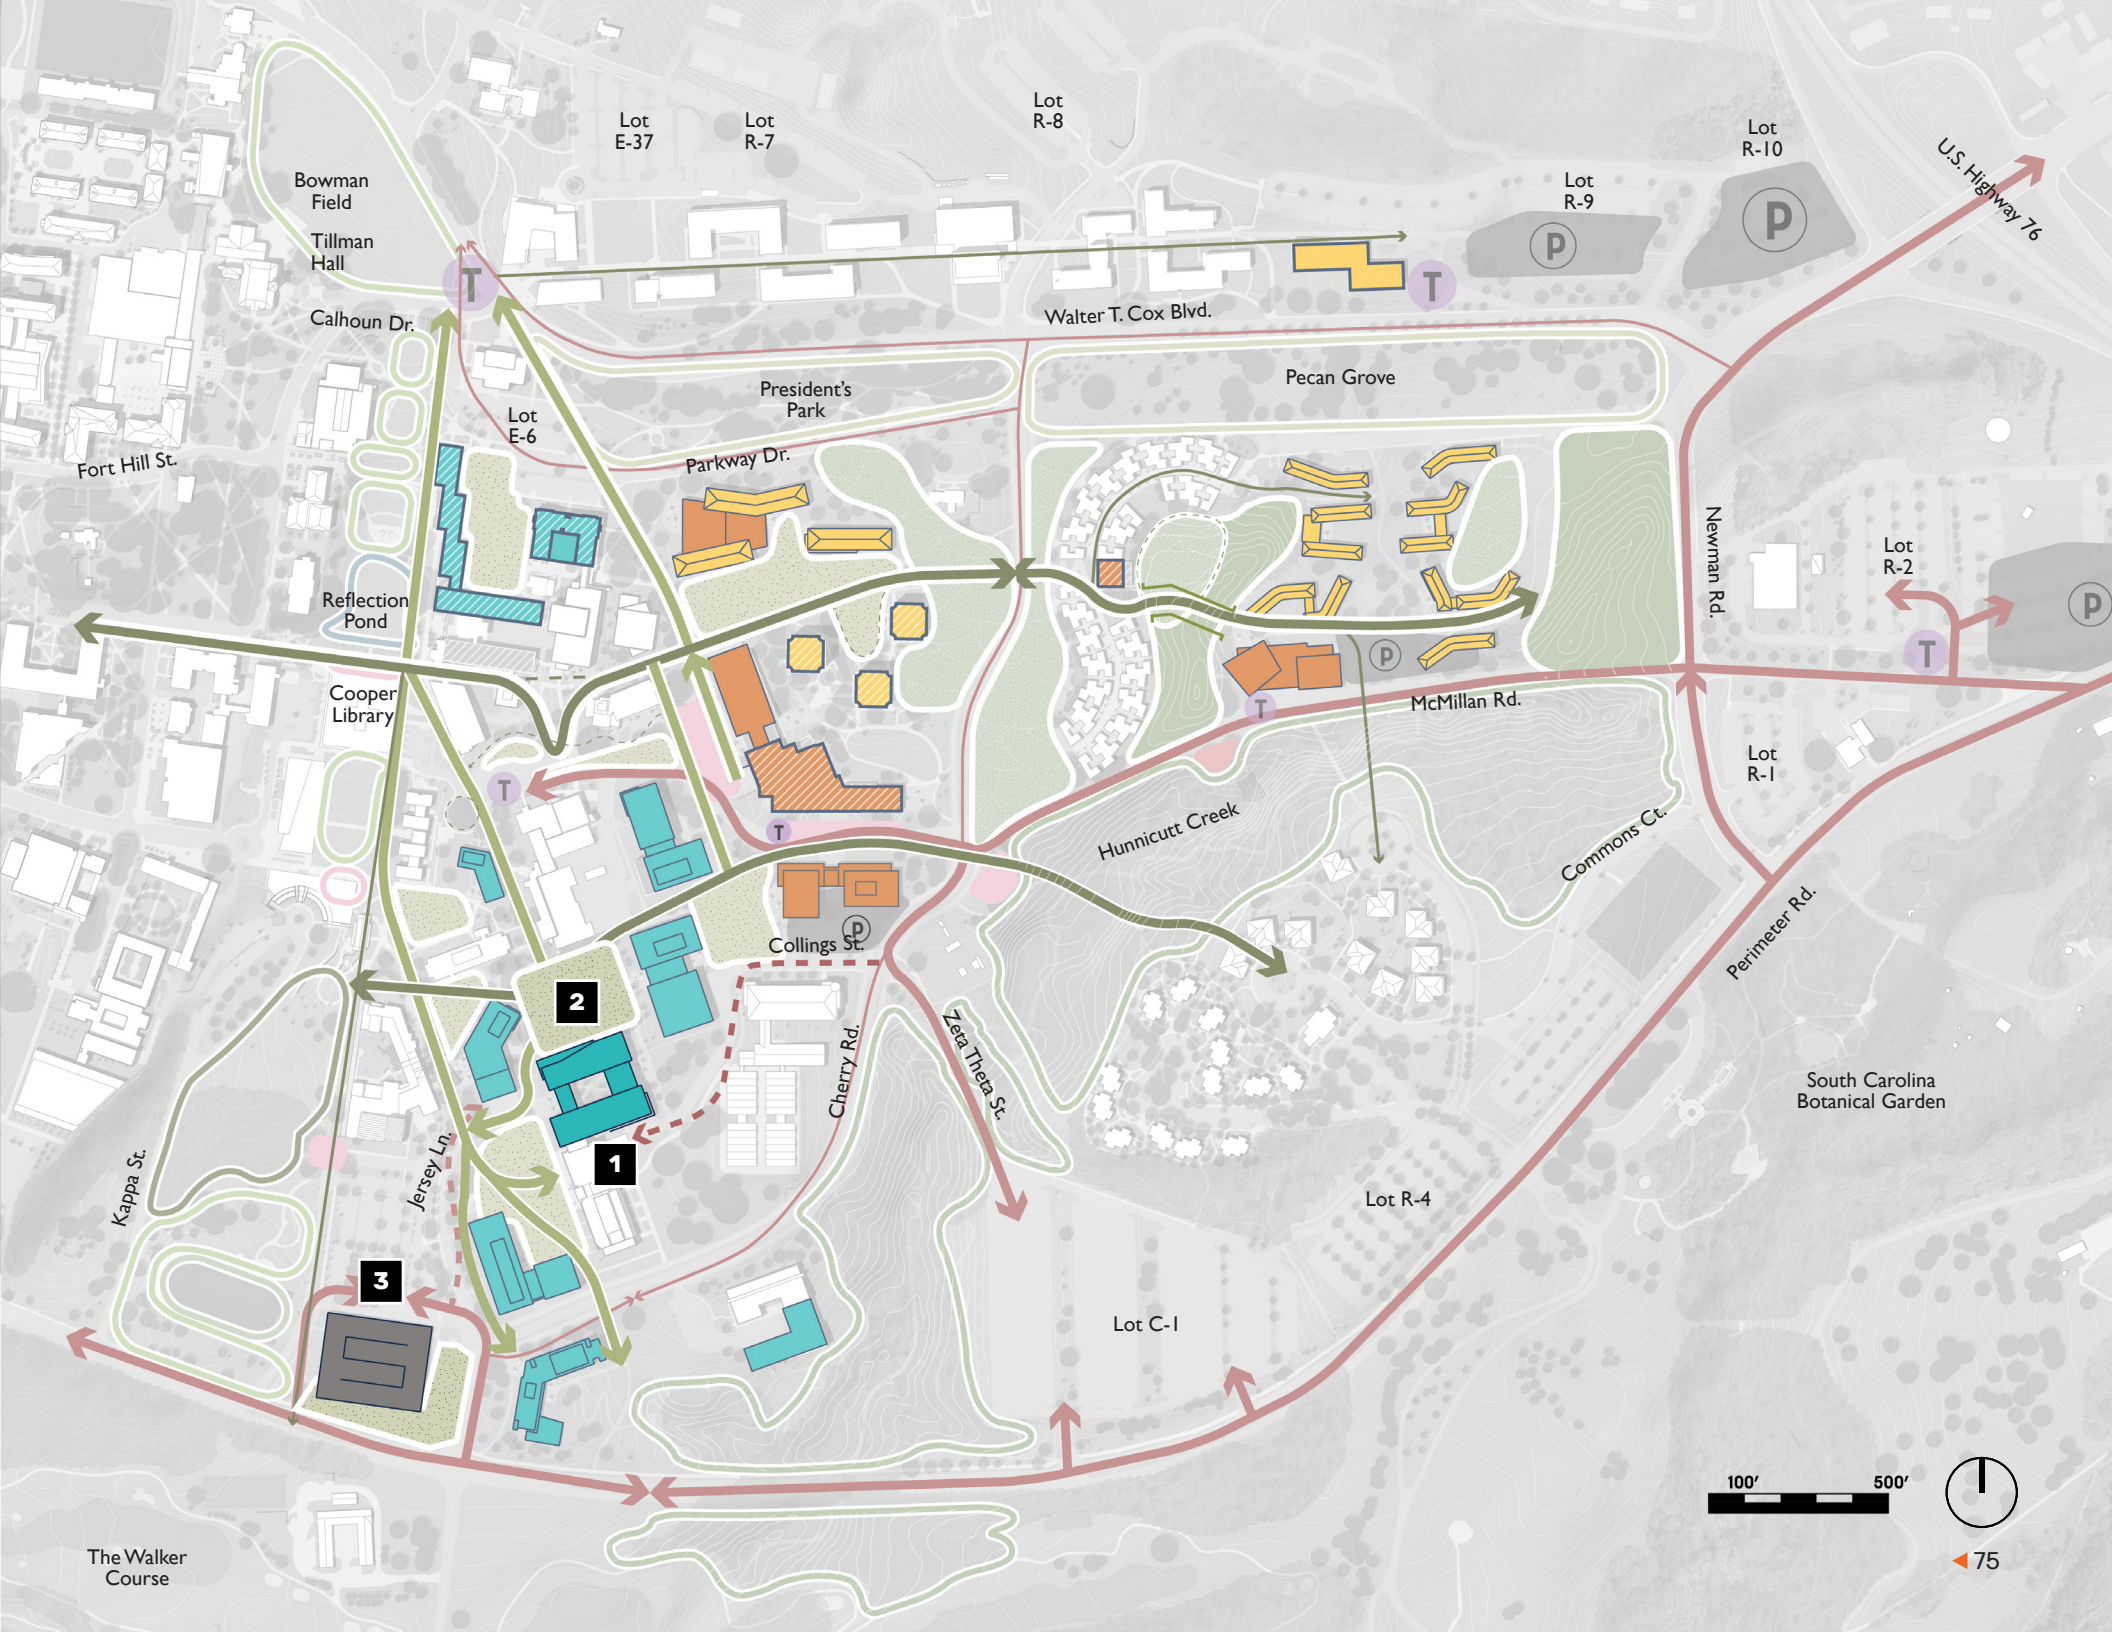 Lot
R-8
Lot
E-37
Lot
R-7
Lot
R-10
U.S. Highway 76
Bowman
Field
Lot
R-9
P
P
Tillman
Hall
T
T
Calhoun Dr.
Walter T. Cox Blvd.
President's
Park
Pecan Grove
Lot
E-6
Fort Hill St.
Parkway Dr.
Newman Rd.
Lot
R-2
P
Reflection
Pond
P
T
Cooper
Library
T
McMillan Rd.
Lot
R-1
T
T
Hunnicutt Creek
Commons Ct.
P
Collings St.
Perimeter Rd.
2
Zeta Theta St.
Cherry Rd.
South Carolina
Botanical Garden
1
Jersey Ln.
Kappa St.
Lot R-4
3
Lot C-1
100' 500'
The Walker
Course
75